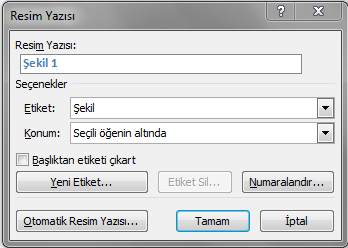 Resim Yazısı
Resim Yazısı:
Şekil 1
Seçenekler
Etiket: Şekil
Konum: Seçili öğenin altında
Başlıktan etiketi çıkart
Yeni Etiket... Etiket Sil... Numaralandır...
Otomatik Resim Yazısı... Tamam İptal